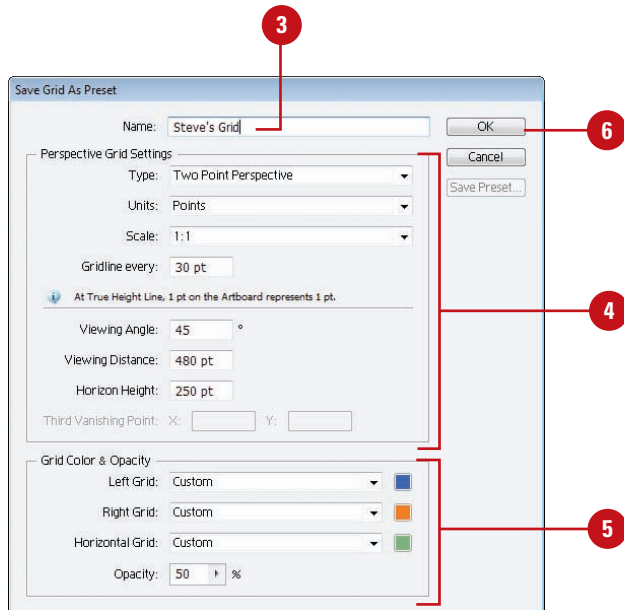 3
Save Grid As Preset
Name: Steve's Grid
OK
6
Perspective Grid Settings
Cancel
Type: Two Point Perspective
Save Preset...
Units: Points
Scale: 1:1
Gridline every: 30 pt
At True Height Line, 1 pt on the Artboard represents 1 pt.
4
Viewing Angle: 45 °
Viewing Distance: 480 pt
Horizon Height: 250 pt
Third Vanishing Point: X: Y:
Grid Color & Opacity
Left Grid: Custom
Right Grid: Custom
5
Horizontal Grid: Custom
Opacity: 50 %